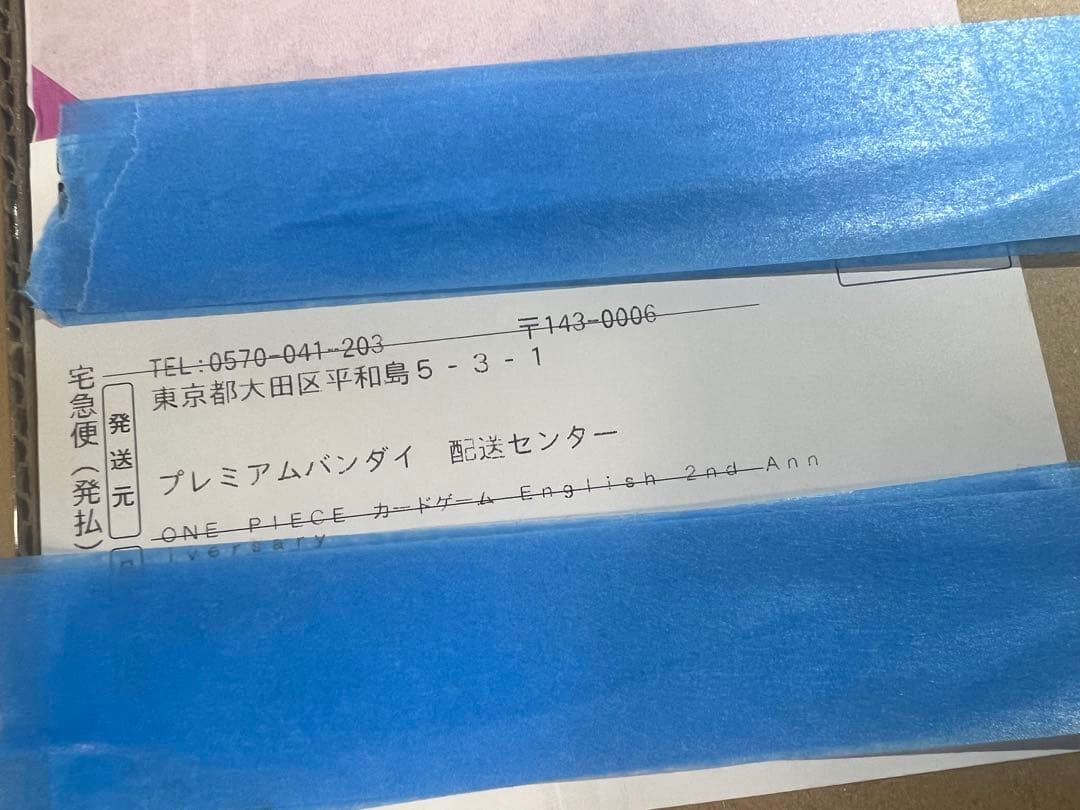 宅急便(発払)
発送元
TEL:0570-041-203 〒143-0006
東京都大田区平和島5-3-1
プレミアムバンダイ 配送センター
ONE PIECE カードゲーム English 2nd Ann
iversary